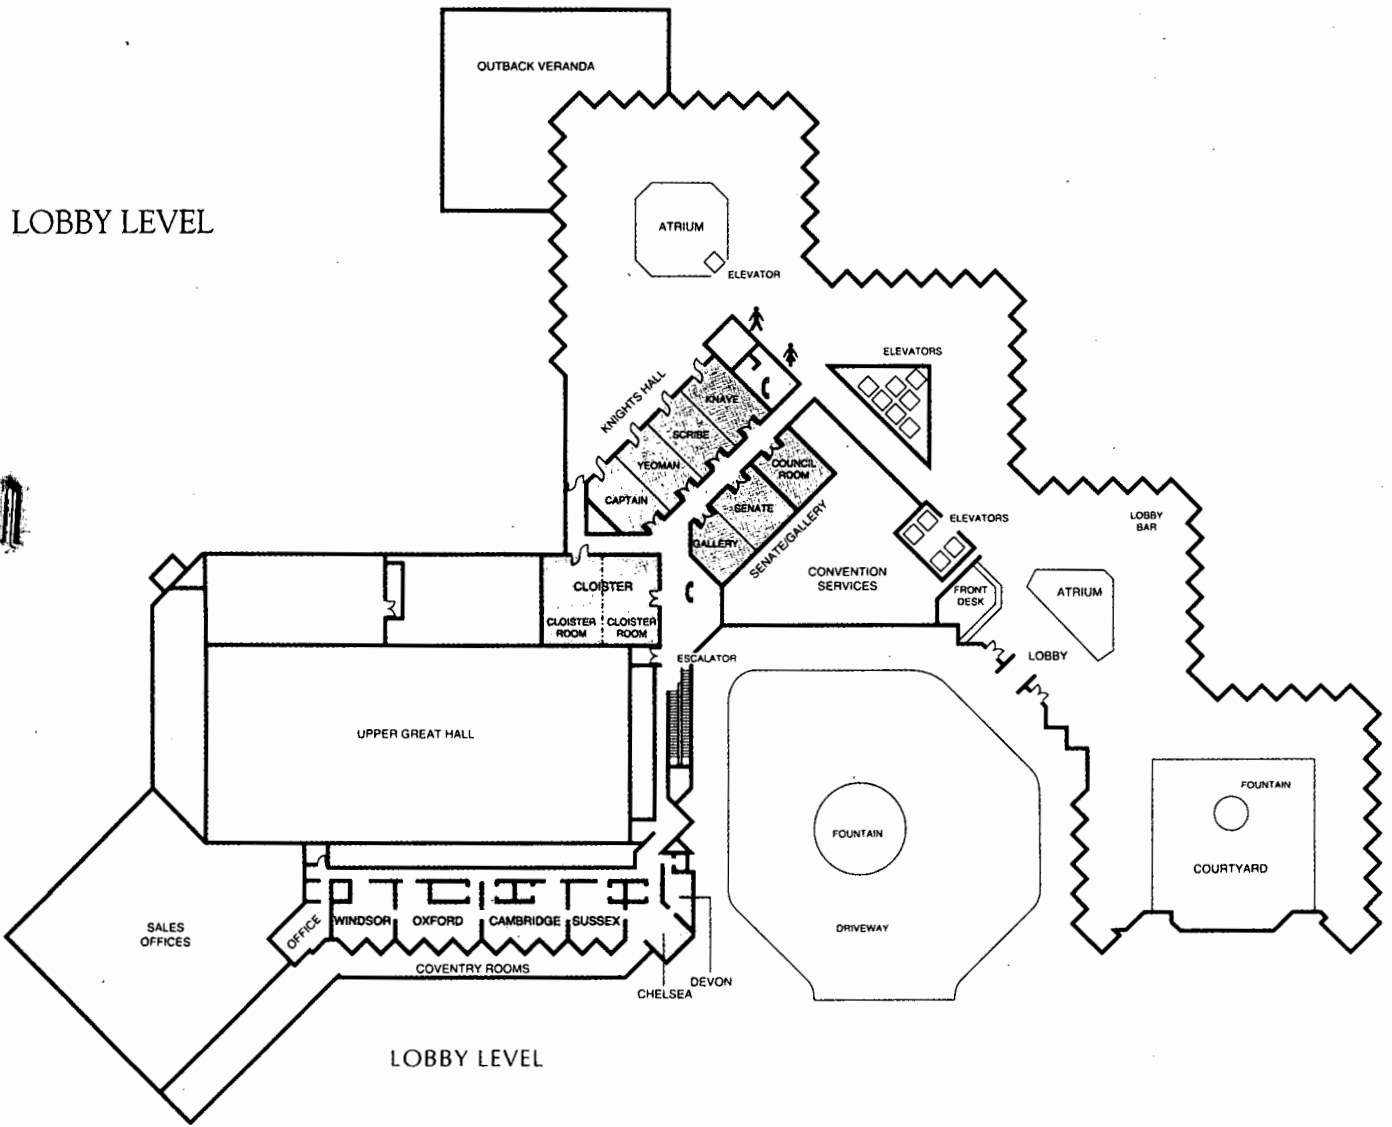 OUTBACK VERANDA
LOBBY LEVEL
ATRIUM
ELEVATOR
ELEVATORS
KNIGHTS HALL
KNAVE
SCRIBE
YEOMAN
CAPTAIN
COUNCIL
ROOM
SENATE
GALLERY
SENATE/GALLERY
ELEVATORS
LOBBY
BAR
CONVENTION
SERVICES
FRONT
DESK
ATRIUM
CLOISTER
CLOISTER
ROOM
CLOISTER
ROOM
ESCALATOR
LOBBY
UPPER GREAT HALL
FOUNTAIN
FOUNTAIN
COURTYARD
DRIVEWAY
SALES
OFFICES
OFFICE
WINDSOR
OXFORD
CAMBRIDGE
SUSSEX
COVENTRY ROOMS
DEVON
CHELSEA
LOBBY LEVEL